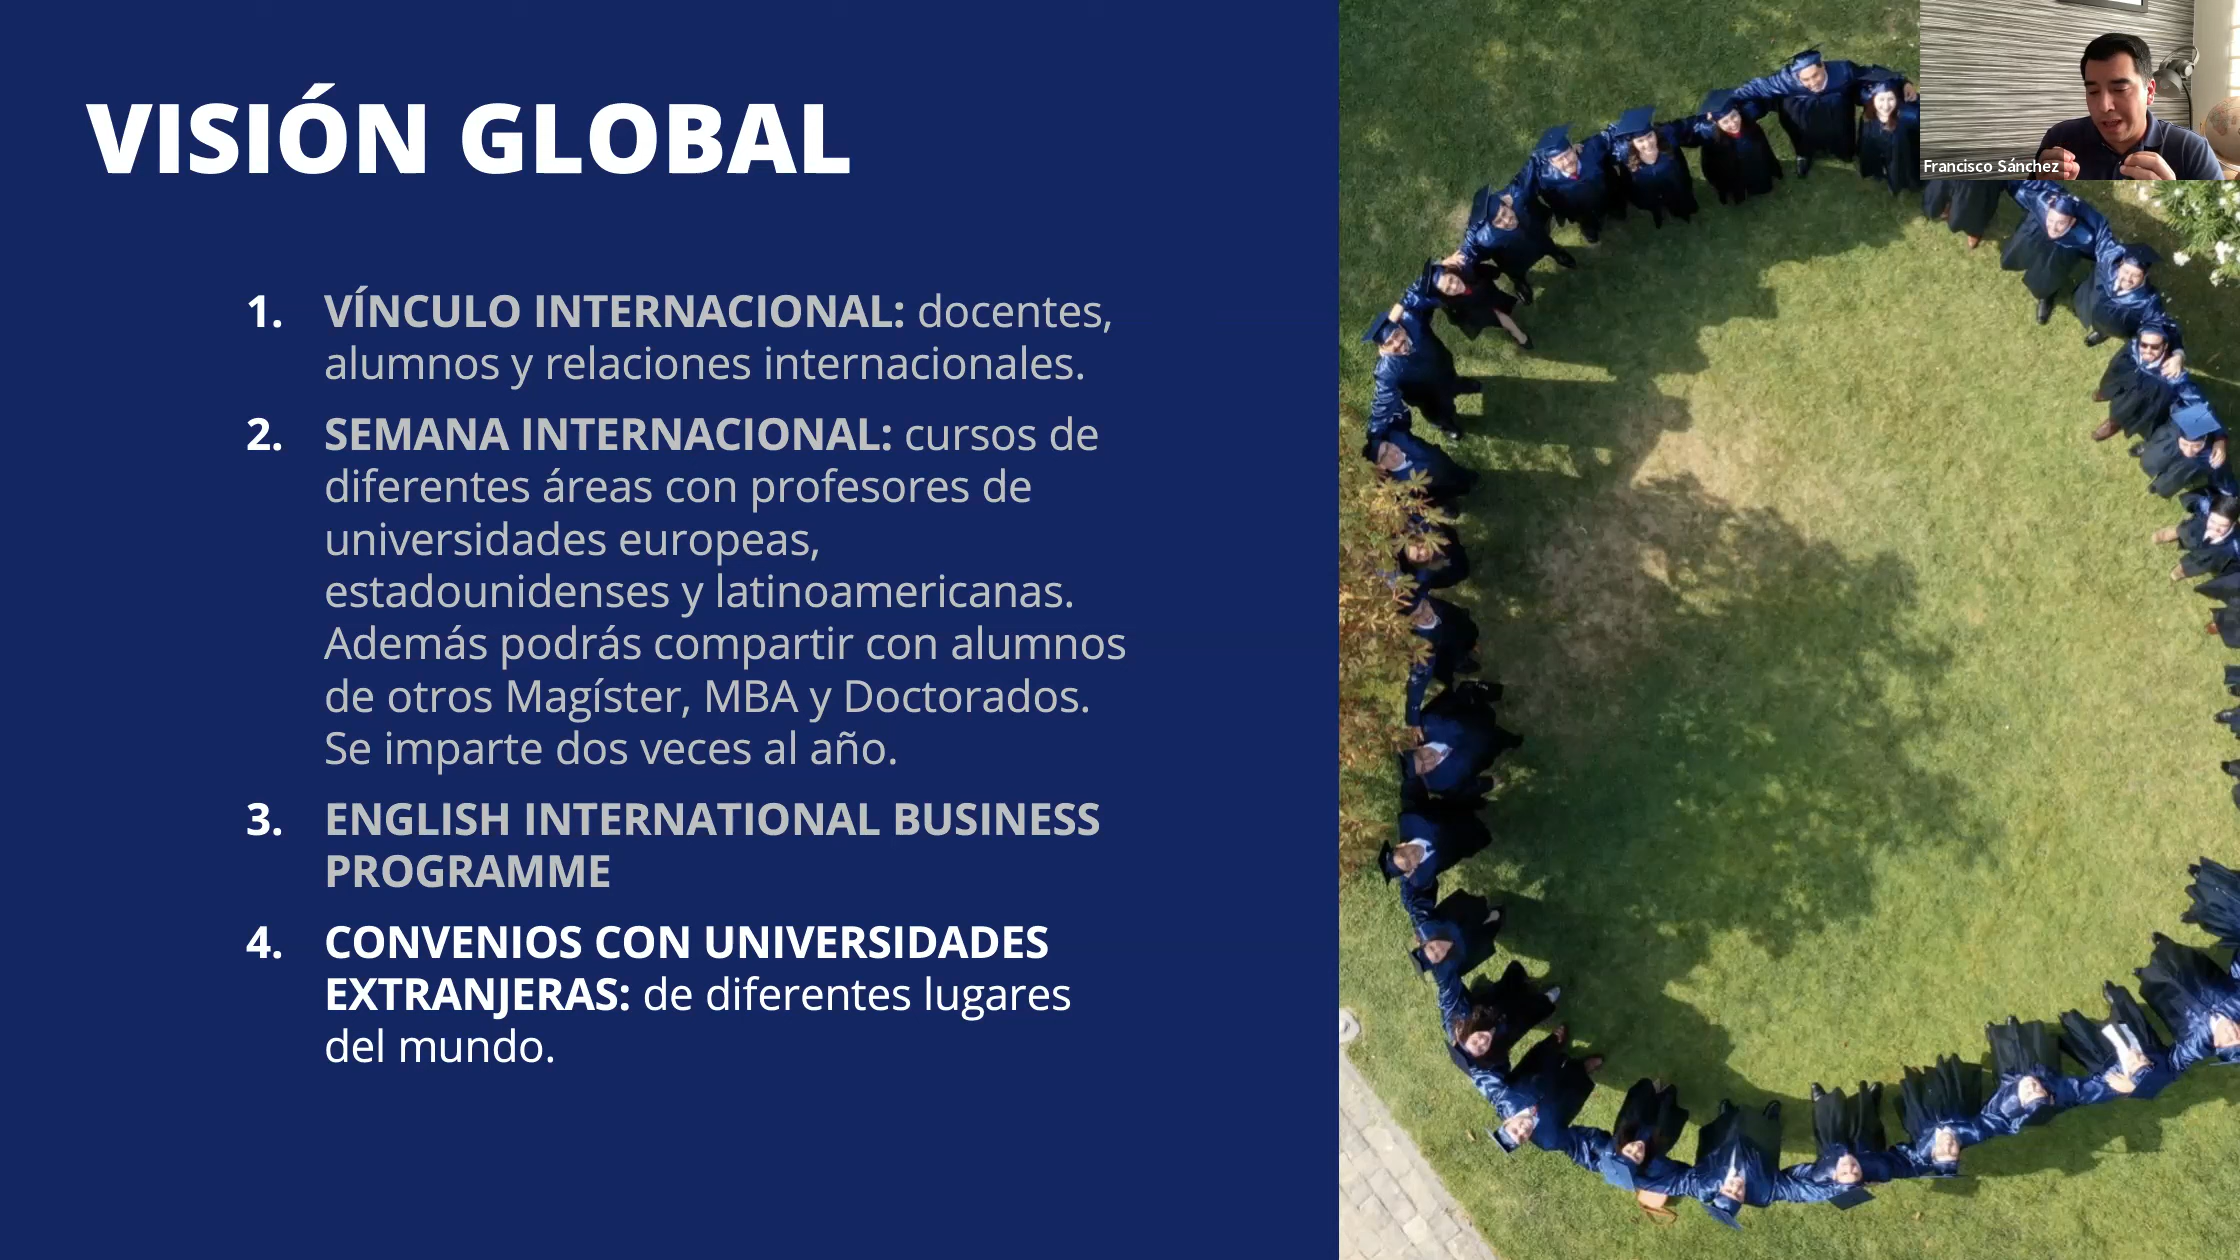 VISIÓN GLOBAL
1. VÍNCULO INTERNACIONAL: docentes,
alumnos y relaciones internacionales.
2. SEMANA INTERNACIONAL: cursos de
diferentes áreas con profesores de
universidades europeas,
estadounidenses y latinoamericanas.
Además podrás compartir con alumnos
de otros Magíster, MBA y Doctorados.
Se imparte dos veces al año.
3. ENGLISH INTERNATIONAL BUSINESS
PROGRAMME
4. CONVENIOS CON UNIVERSIDADES
EXTRANJERAS: de diferentes lugares
del mundo.
Francisco Sánchez